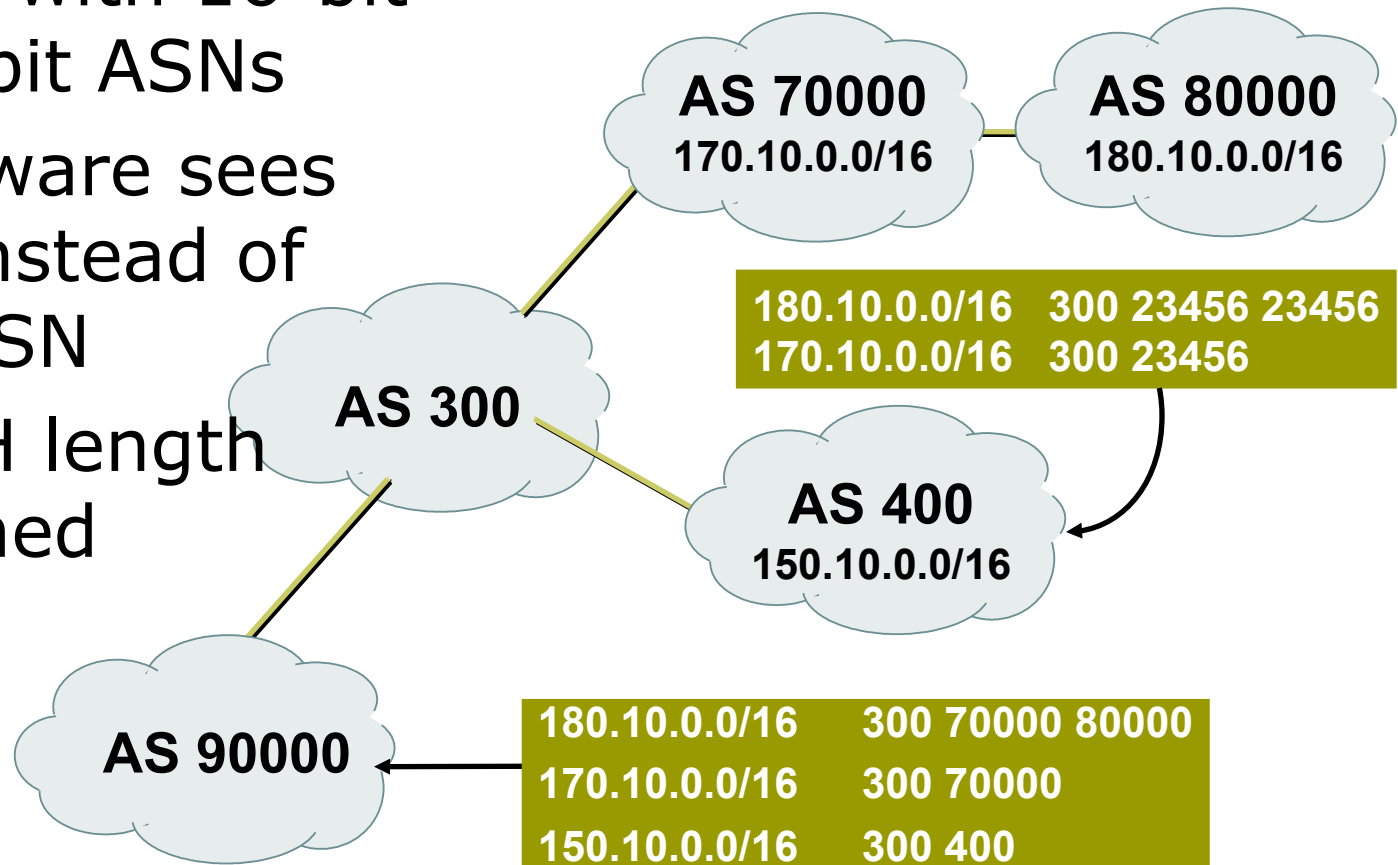 with 16-bit
bit ASNs
ware sees
nstead of
SN
H length
ned
AS 70000
170.10.0.0/16
AS 80000
180.10.0.0/16
180.10.0.0/16 300 23456 23456
170.10.0.0/16 300 23456
AS 300
AS 400
150.10.0.0/16
AS 90000
180.10.0.0/16 300 70000 80000
170.10.0.0/16 300 70000
150.10.0.0/16 300 400